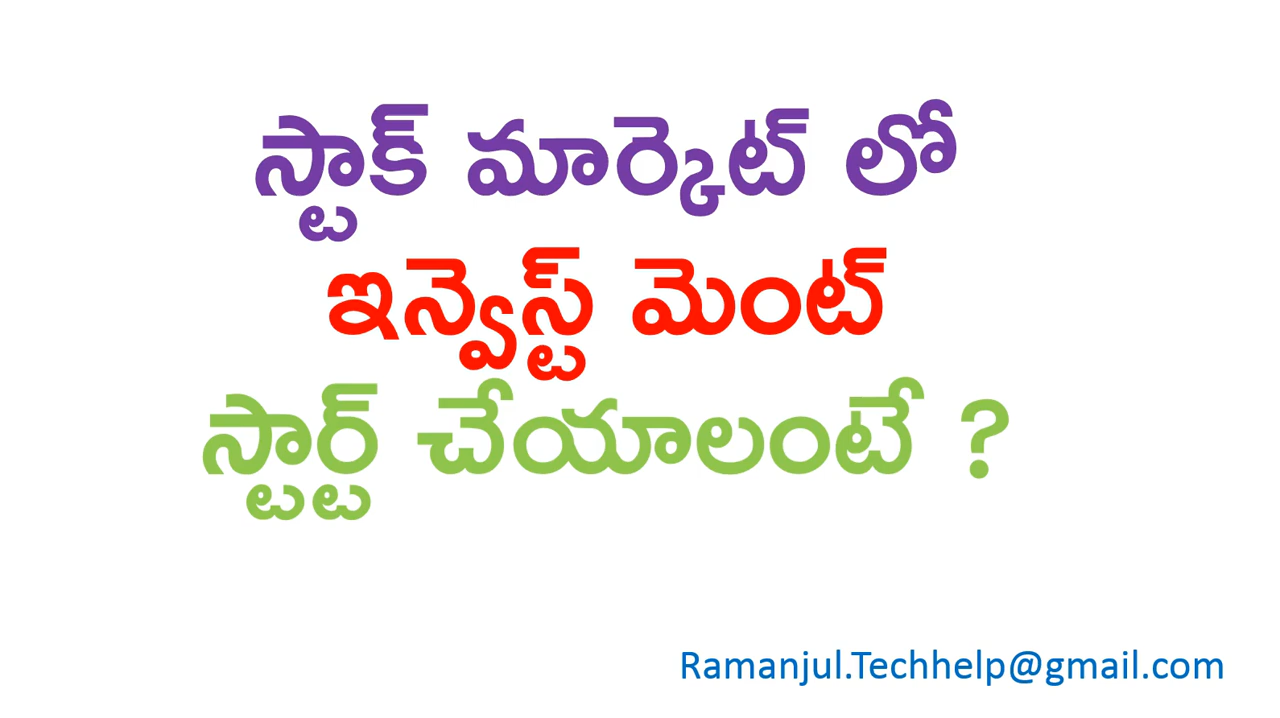 స్టాక్ మార్కెట్ లో
ఇన్వెస్ట్ మెంట్
స్టార్ట్ చేయాలంటే ?
Ramanjul.Techhelp@gmail.com